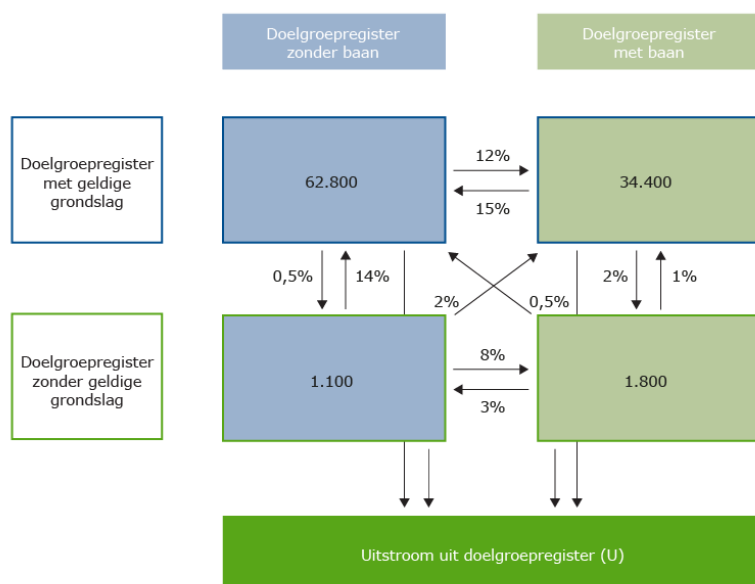 Doelgroepregister
zonder baan
Doelgroepregister
met baan
Doelgroepregister
met geldige
grondslag
62.800
12%
15%
34.400
0,5%
14%
2%
0,5%
2%
1%
Doelgroepregister
zonder geldige
grondslag
1.100
8%
3%
1.800
Uitstroom uit doelgroepregister (U)